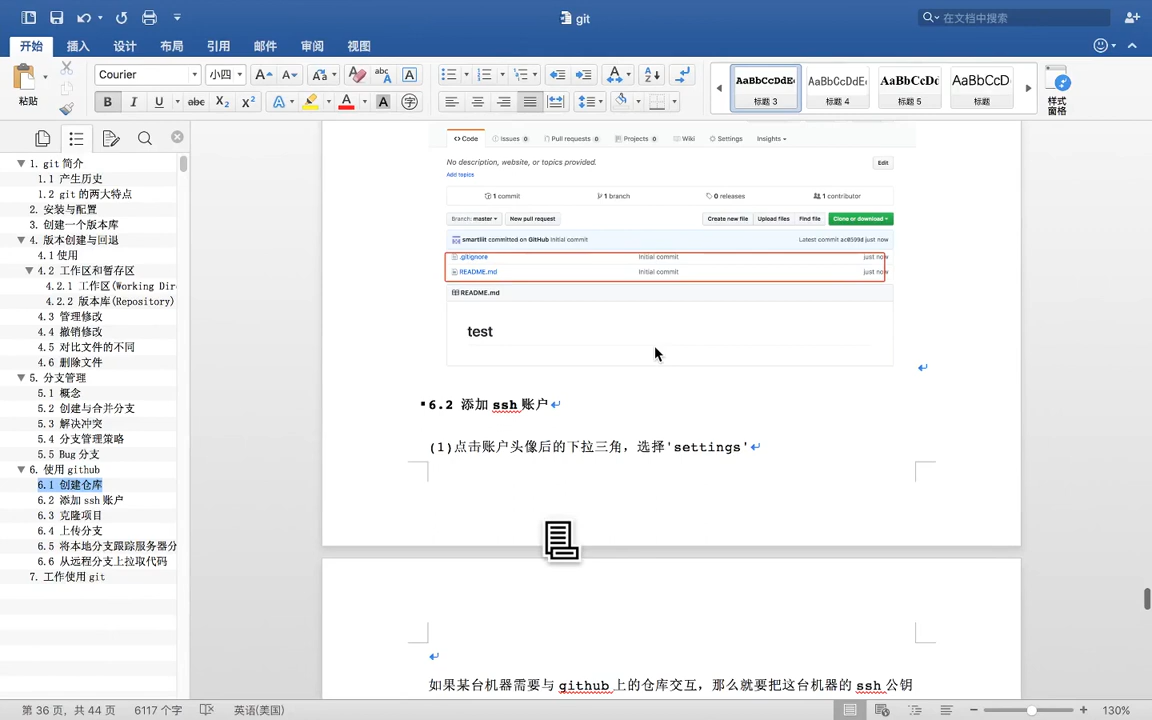 git
在文档中搜索
开始 插入 设计 布局 引用 邮件 审阅 视图
粘贴
Courier 小四
AaBbCcDdEe AaBbCcDdEe AaBbCcDc AaBbCcD
标题 3 标题 4 标题 5 标题
样式
窗格
1. git 简介
1.1 产生历史
1.2 git 的两大特点
2. 安装与配置
3. 创建一个版本库
4. 版本创建与回退
4.1 使用
4.2 工作区和暂存区
4.2.1 工作区(Working Dir
4.2.2 版本库(Repository)
4.3 管理修改
4.4 撤销修改
4.5 对比文件的不同
4.6 删除文件
5. 分支管理
5.1 概念
5.2 创建与合并分支
5.3 解决冲突
5.4 分支管理策略
5.5 Bug 分支
6. 使用 github
6.1 创建仓库
6.2 添加 ssh 账户
6.3 克隆项目
6.4 上传分支
6.5 将本地分支跟踪服务器分
6.6 从远程分支上拉取代码
7. 工作使用 git
Code Issues 0 Pull requests 0 Projects 0 Wiki Settings Insights
No description, website, or topics provided. Edit
Add topics
1 commit 1 branch 0 releases 1 contributor
Branch: master New pull request Create new file Upload files Find file Clone or download
smartliit committed on GitHub Initial commit Latest commit ac0599d just now
.gitignore Initial commit just now
README.md Initial commit just now
README.md
test
6.2 添加 ssh 账户
(1)点击账户头像后的下拉三角，选择'settings'
如果某台机器需要与 github 上的仓库交互，那么就要把这台机器的 ssh 公钥
第 36 页，共 44 页 6117 个字 英语(美国) 130%